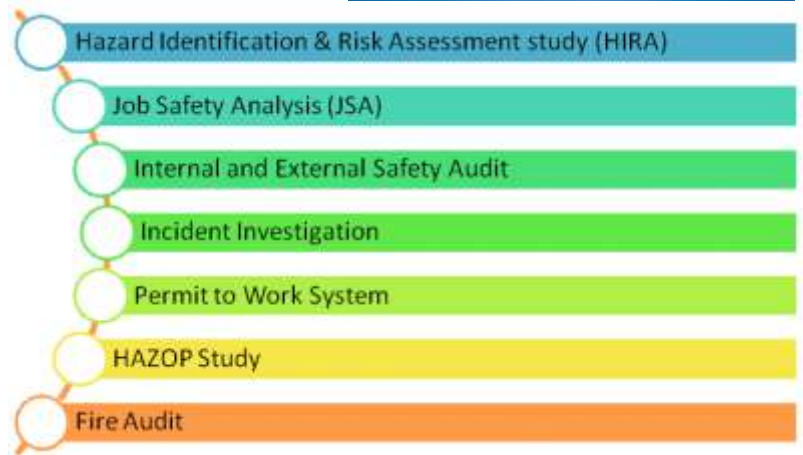 Hazard Identification & Risk Assessment study (HIRA)
Job Safety Analysis (JSA)
Internal and External Safety Audit
Incident Investigation
Permit to Work System
HAZOP Study
Fire Audit